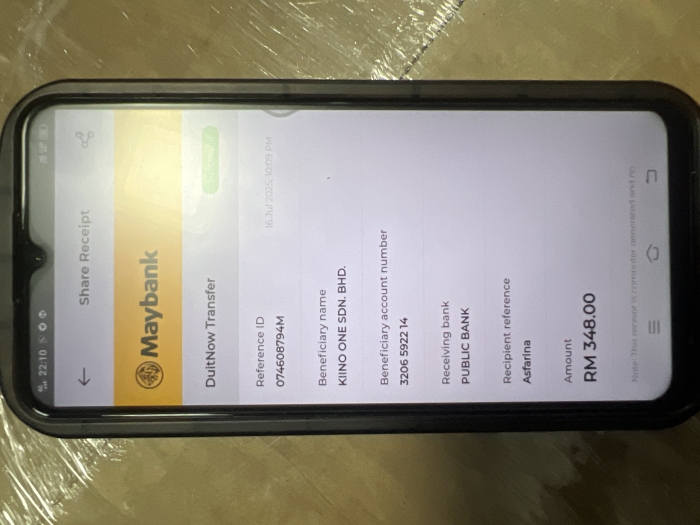 22:10
Share Receipt
Maybank
DuitNow Transfer
Reference ID
16 Jul 2025, 10:09 PM
074608794M
Beneficiary name
KIINO ONE SDN. BHD.
Beneficiary account number
3206 5922 14
Receiving bank
PUBLIC BANK
Recipient reference
Asfarina
Amount
RM 348.00
Note: This receipt is computer generated and no